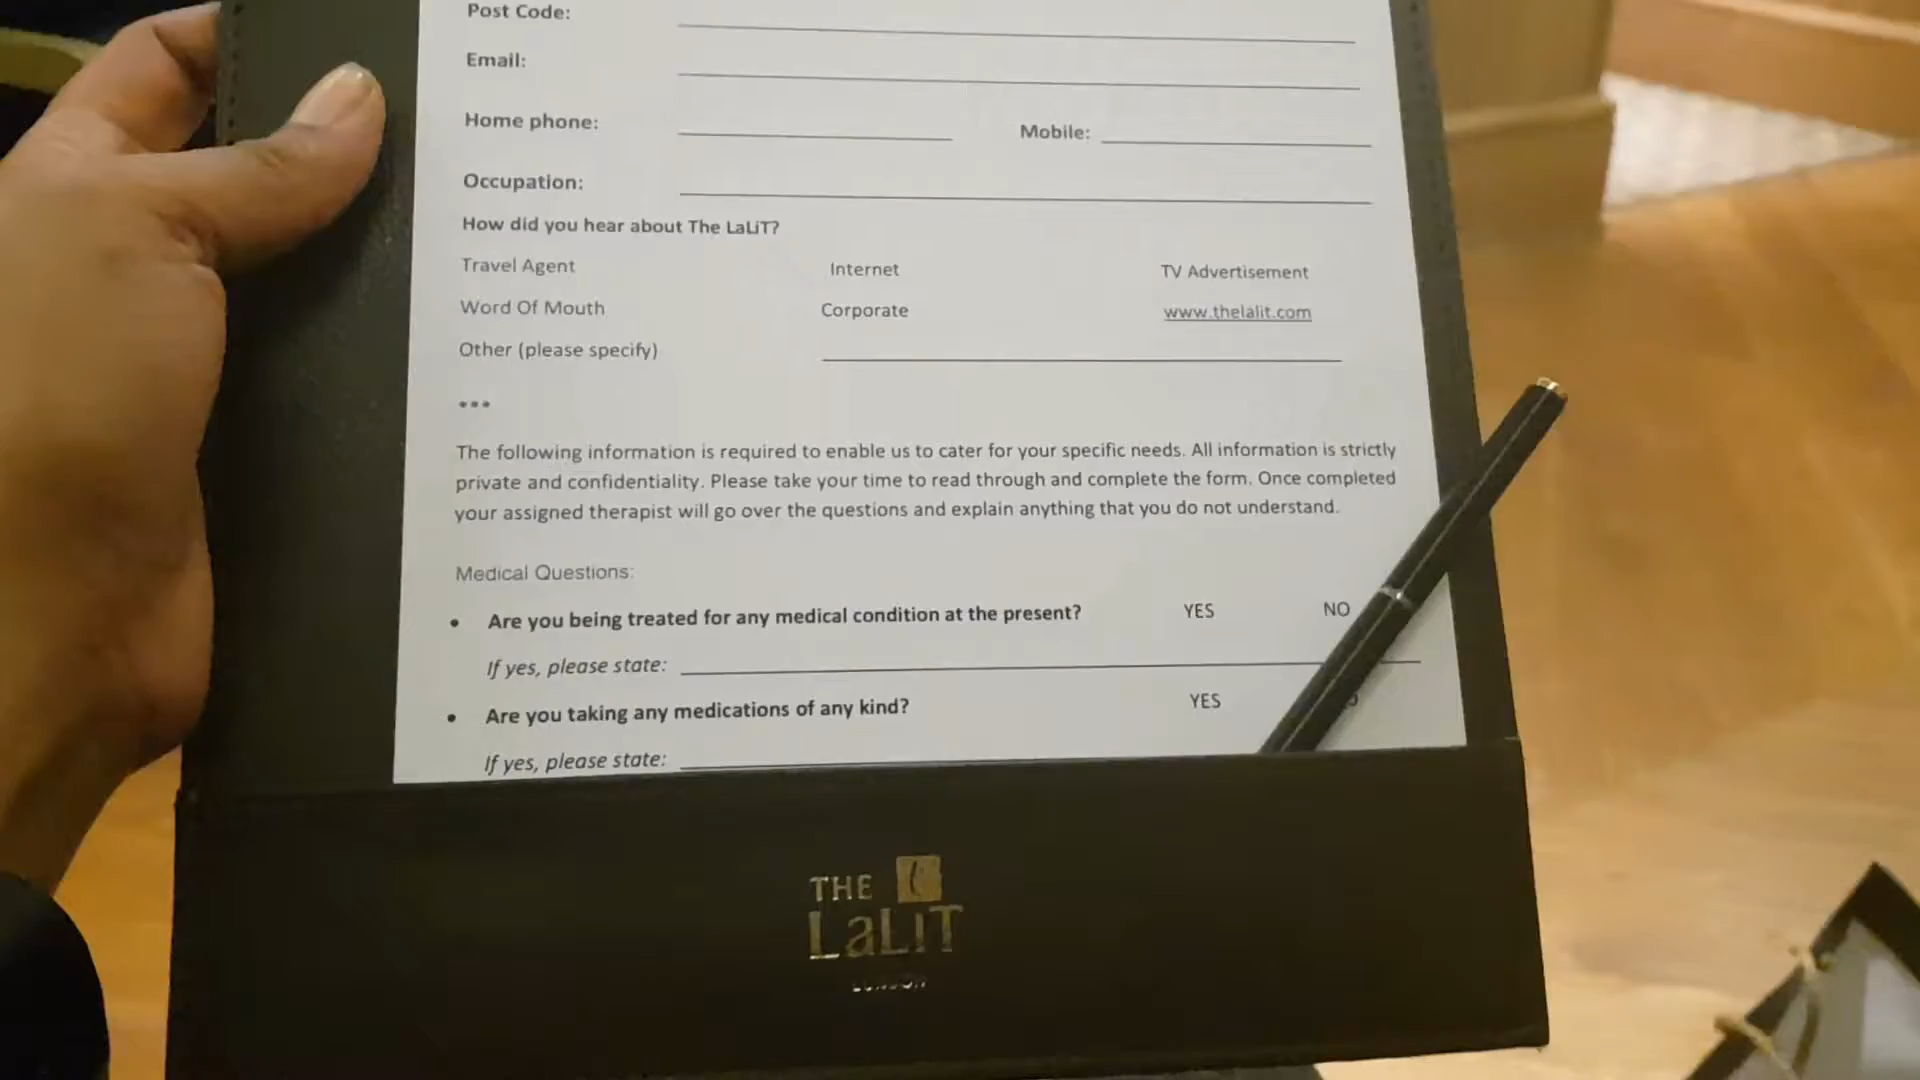 Post Code:
Email:
Home phone: Mobile:
Occupation:
How did you hear about The LaLiT?
Travel Agent Internet TV Advertisement
Word Of Mouth Corporate www.thelalit.com
Other (please specify)
***
The following information is required to enable us to cater for your specific needs. All information is strictly
private and confidentiality. Please take your time to read through and complete the form. Once completed
your assigned therapist will go over the questions and explain anything that you do not understand.
Medical Questions:
• Are you being treated for any medical condition at the present? YES NO
If yes, please state:
• Are you taking any medications of any kind? YES
If yes, please state:
THE
LaLiT
LONDON